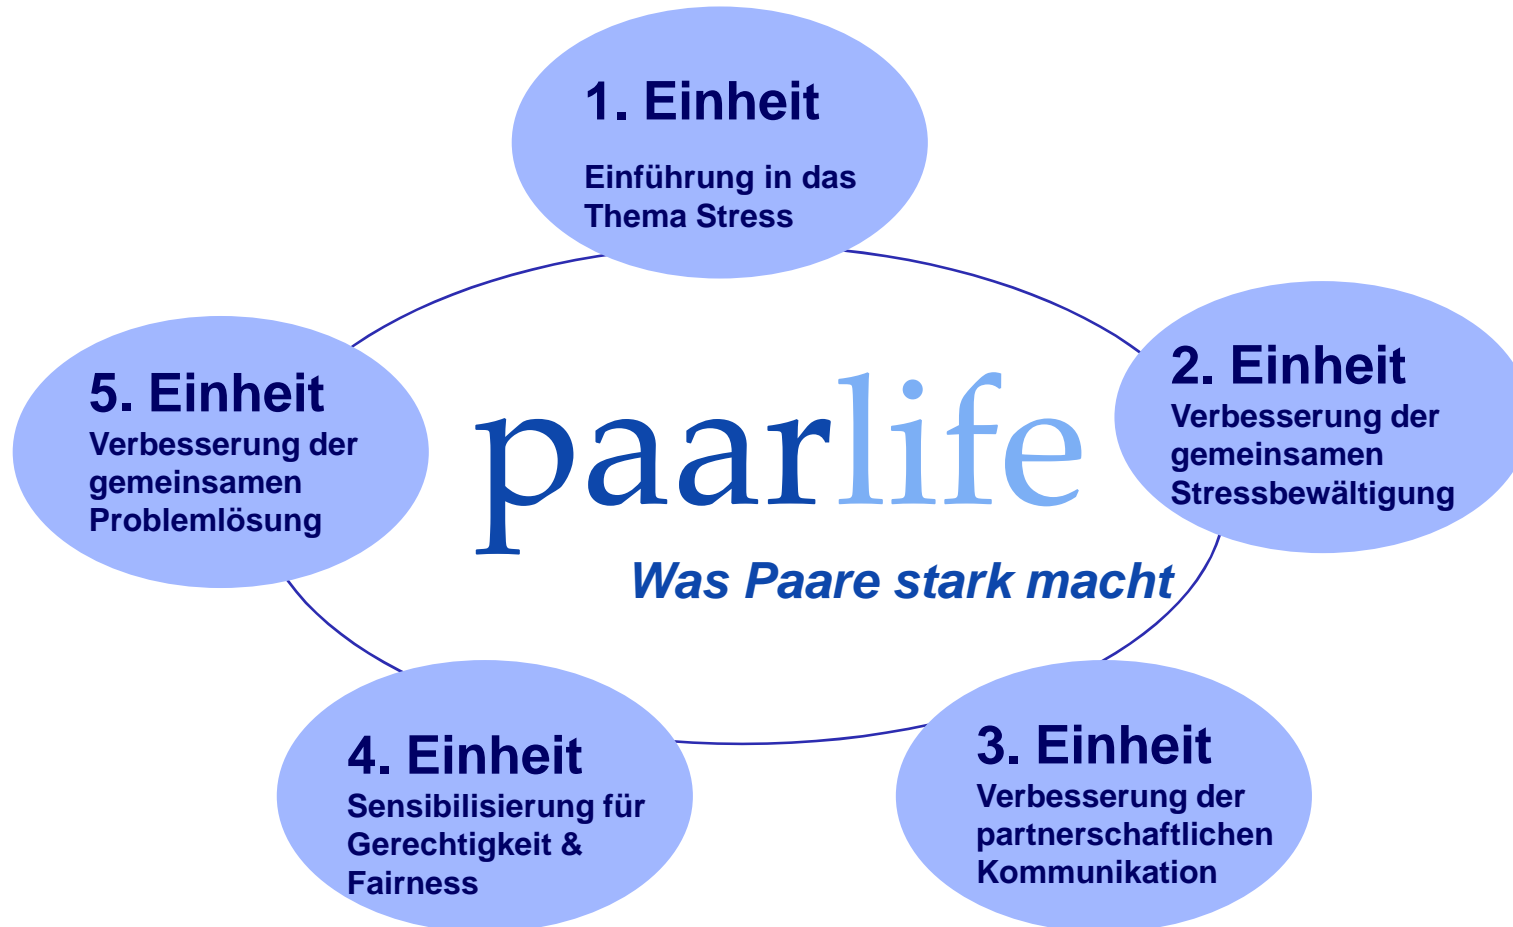 1. Einheit
Einführung in das
Thema Stress
2. Einheit
Verbesserung der
gemeinsamen
Stressbewältigung
3. Einheit
Verbesserung der
partnerschaftlichen
Kommunikation
4. Einheit
Sensibilisierung für
Gerechtigkeit &
Fairness
5. Einheit
Verbesserung der
gemeinsamen
Problemlösung
paarlife
Was Paare stark macht